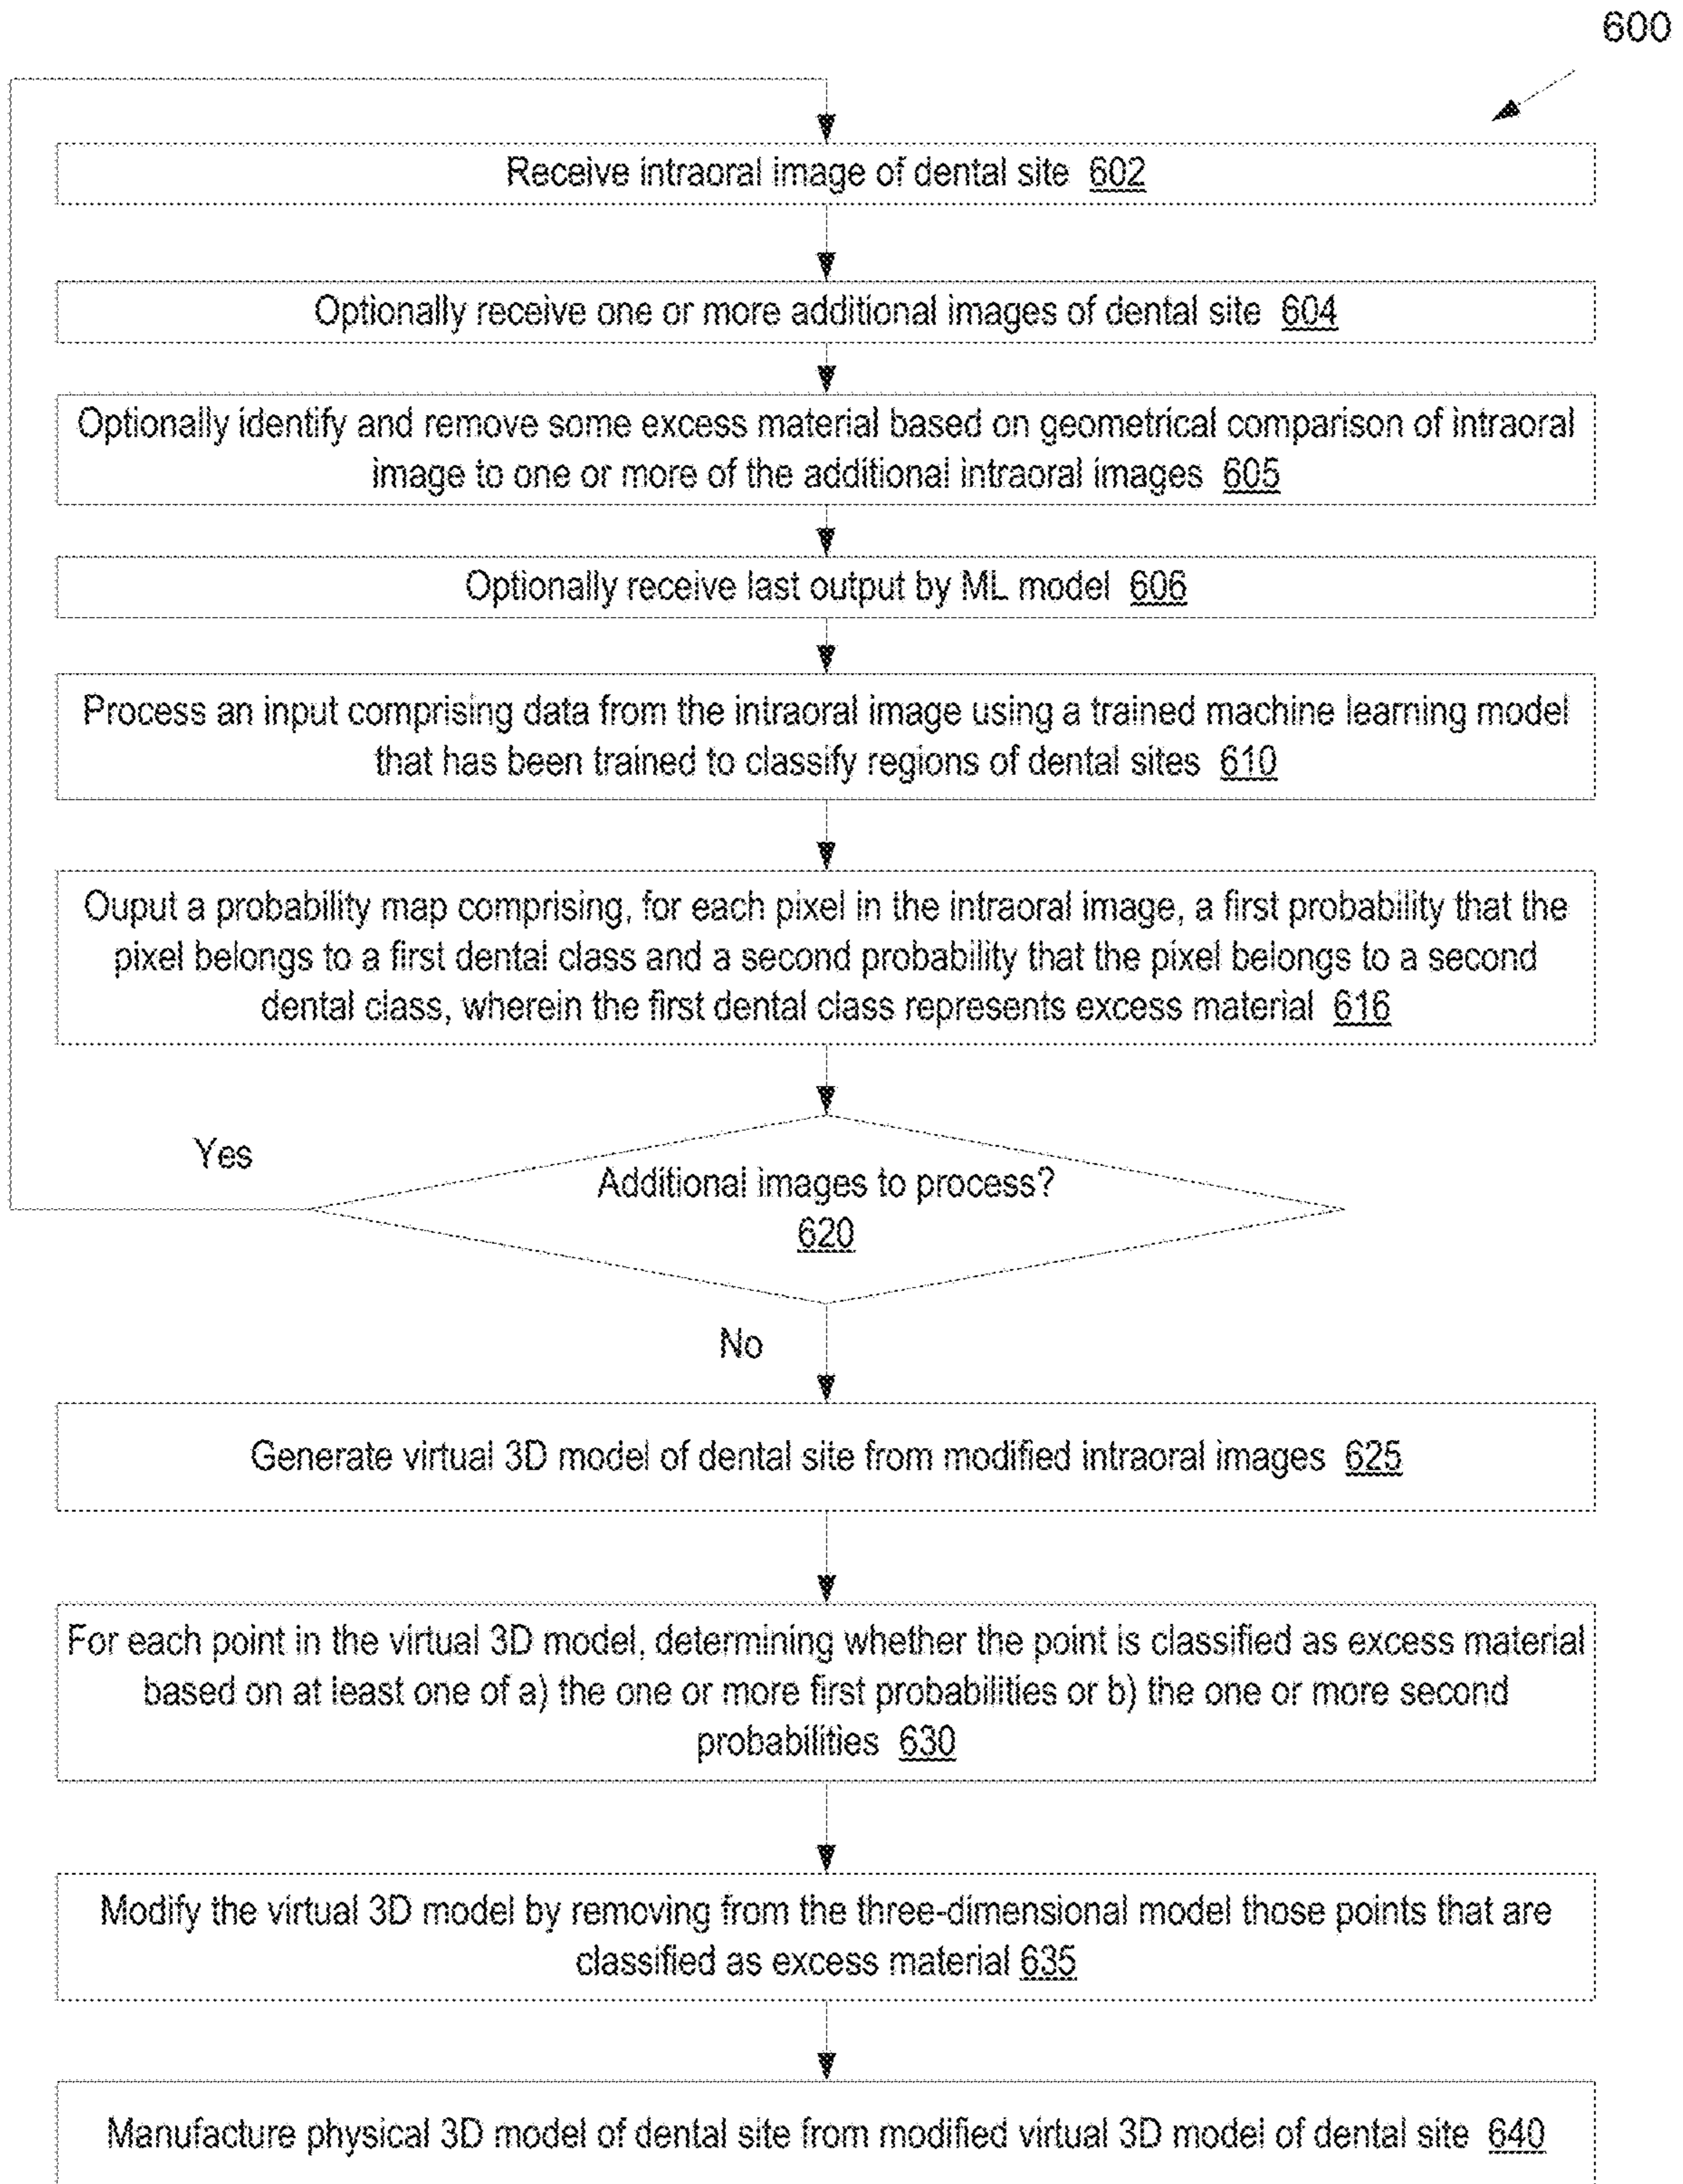 600
Receive intraoral image of dental site 602
Optionally receive one or more additional images of dental site 604
Optionally identify and remove some excess material based on geometrical comparison of intraoral
image to one or more of the additional intraoral images 605
Optionally receive last output by ML model 606
Process an input comprising data from the intraoral image using a trained machine learning model
that has been trained to classify regions of dental sites 610
Ouput a probability map comprising, for each pixel in the intraoral image, a first probability that the
pixel belongs to a first dental class and a second probability that the pixel belongs to a second
dental class, wherein the first dental class represents excess material 616
Yes
Additional images to process?
620
No
Generate virtual 3D model of dental site from modified intraoral images 625
For each point in the virtual 3D model, determining whether the point is classified as excess material
based on at least one of a) the one or more first probabilities or b) the one or more second
probabilities 630
Modify the virtual 3D model by removing from the three-dimensional model those points that are
classified as excess material 635
Manufacture physical 3D model of dental site from modified virtual 3D model of dental site 640